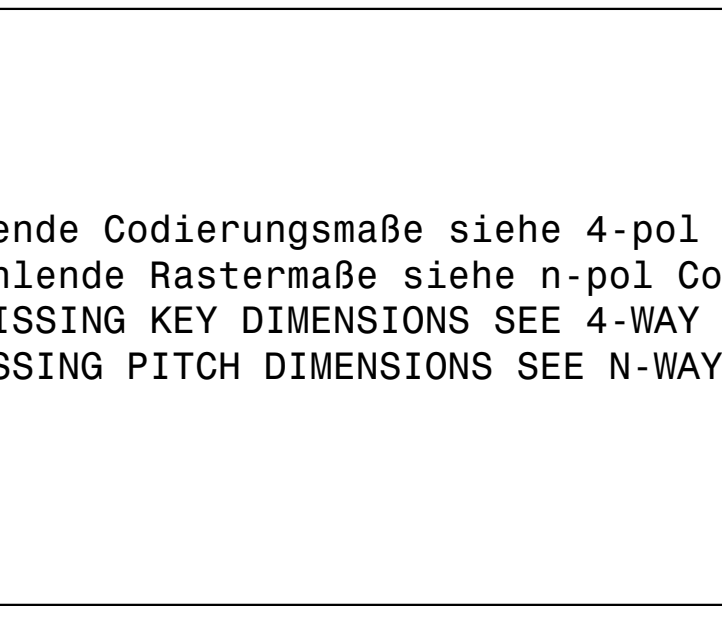 ende Codierungsmaße siehe 4-pol
hlende Rastermaße siehe n-pol Co
ISSING KEY DIMENSIONS SEE 4-WAY
SSING PITCH DIMENSIONS SEE N-WAY